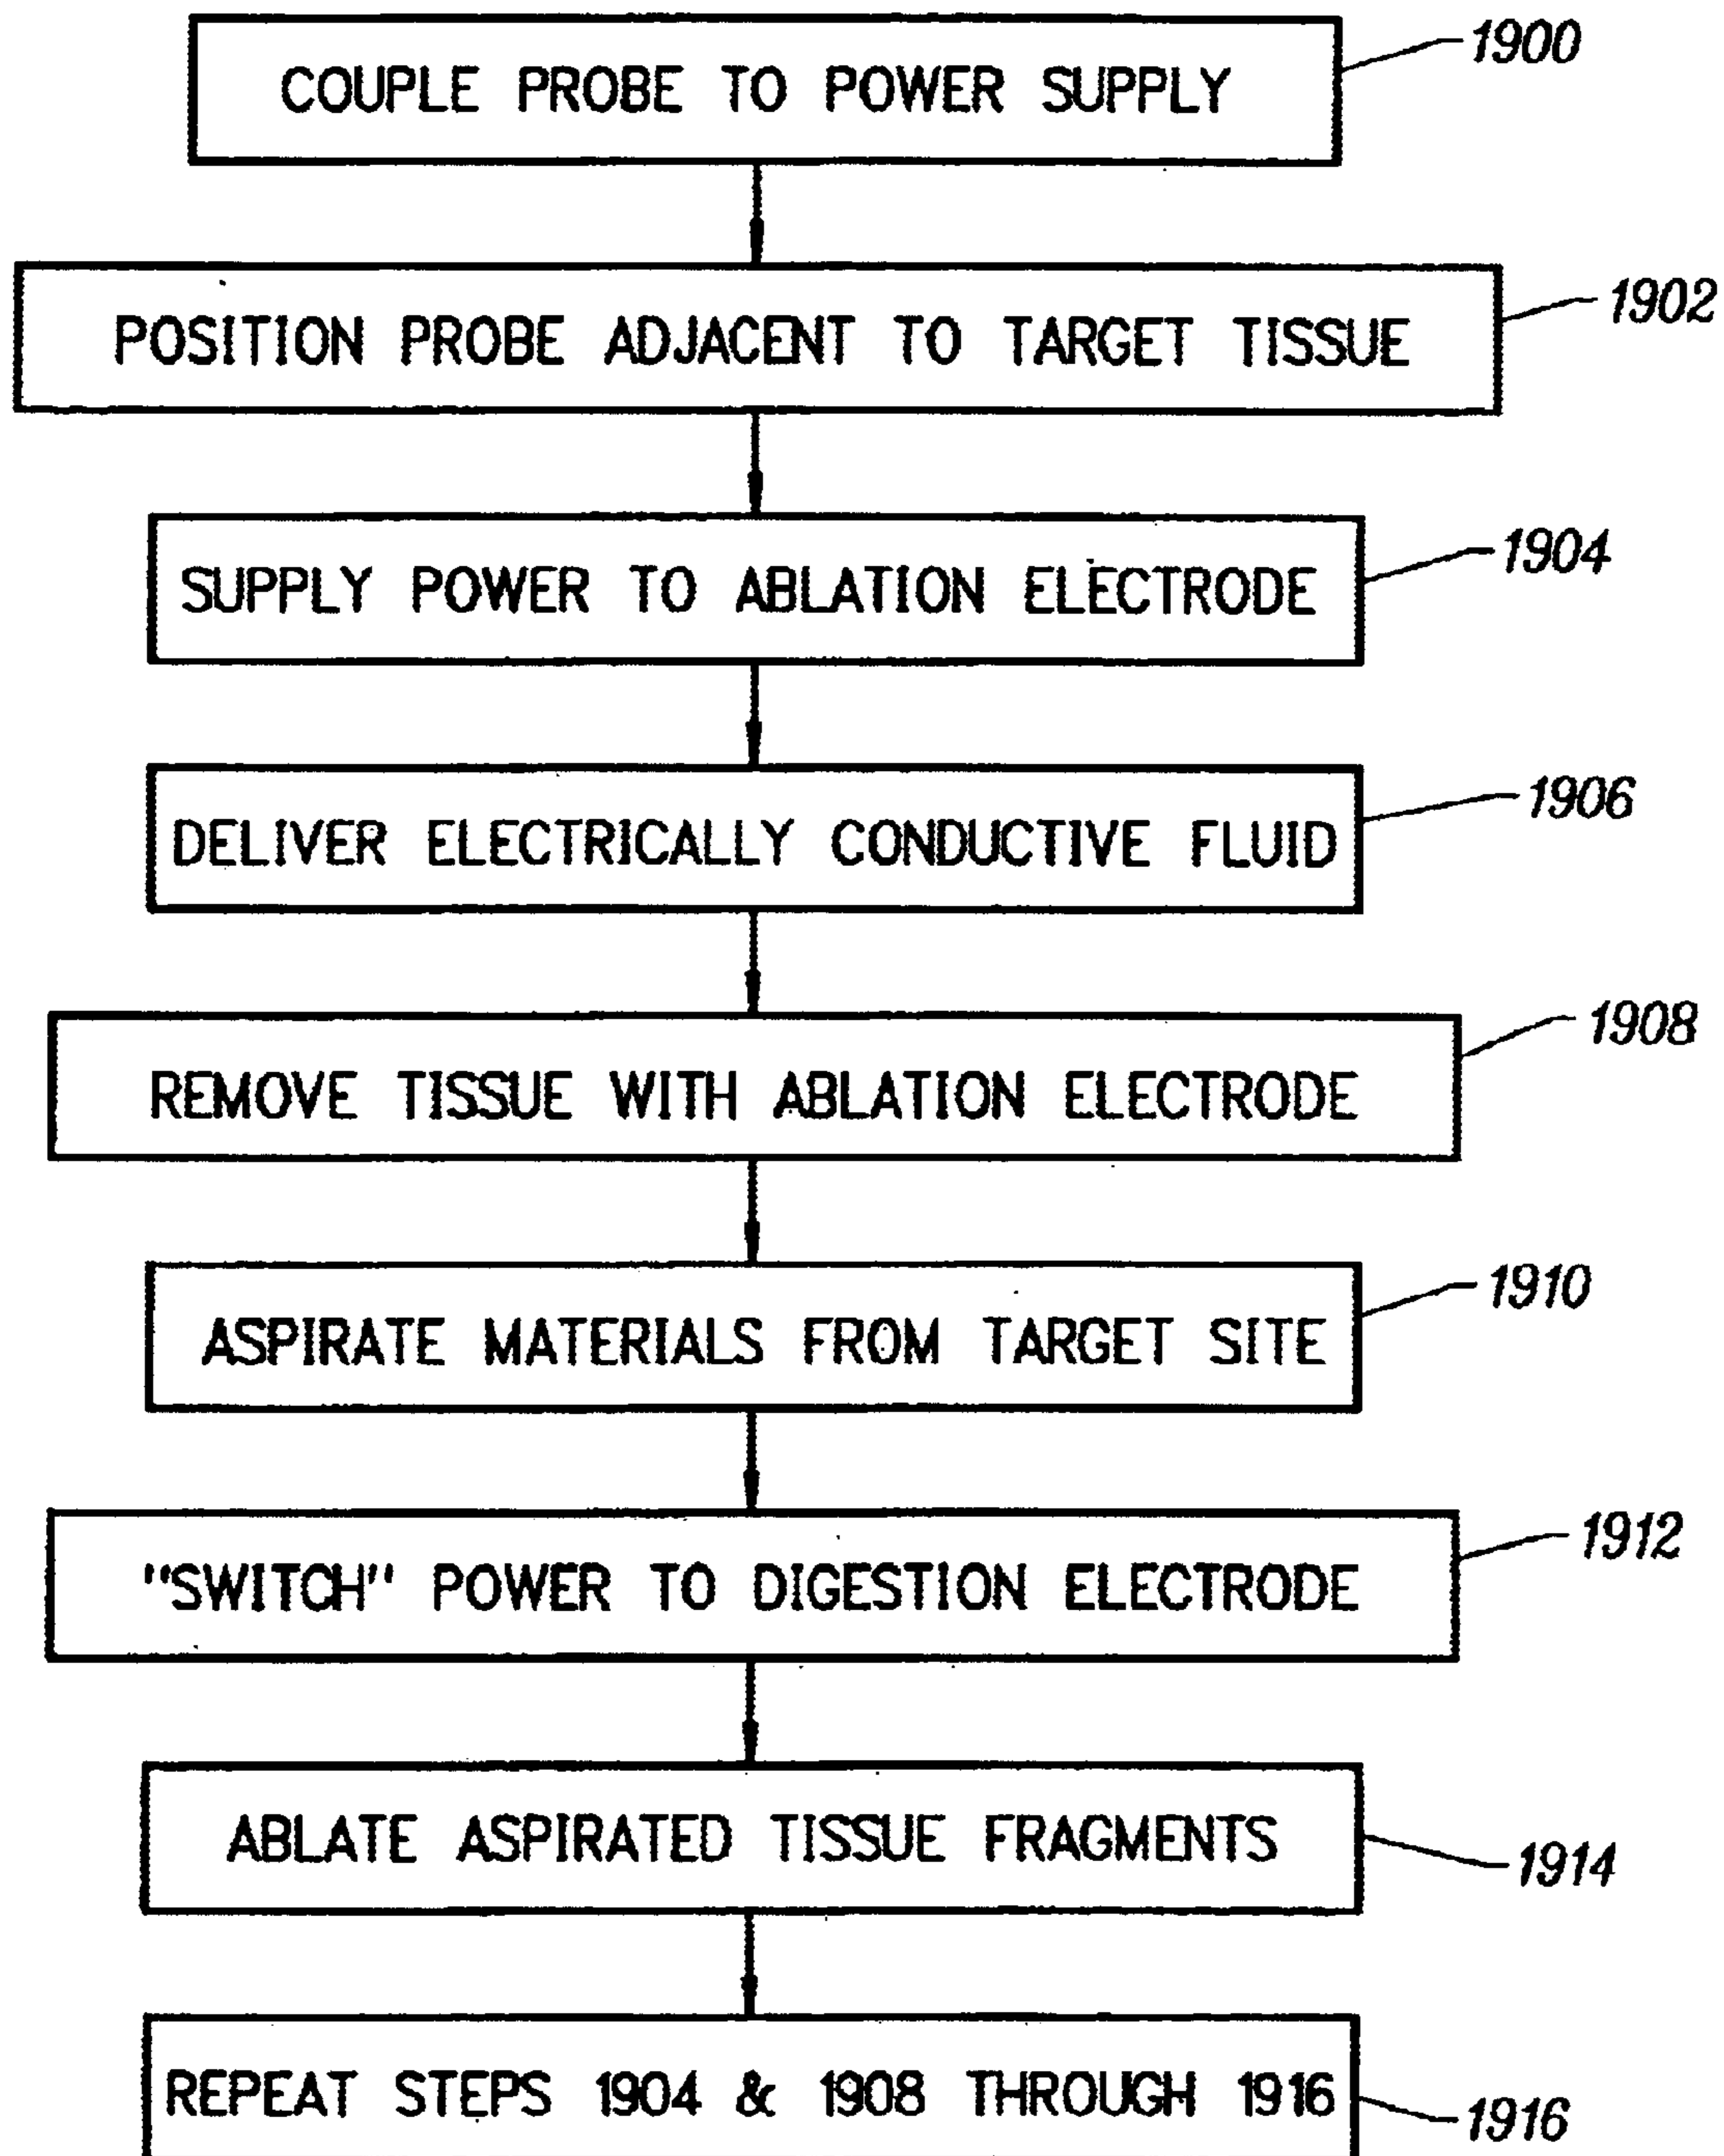 COUPLE PROBE TO POWER SUPPLY
1900
POSITION PROBE ADJACENT TO TARGET TISSUE
1902
SUPPLY POWER TO ABLATION ELECTRODE
1904
DELIVER ELECTRICALLY CONDUCTIVE FLUID
1906
REMOVE TISSUE WITH ABLATION ELECTRODE
1908
ASPIRATE MATERIALS FROM TARGET SITE
1910
"SWITCH" POWER TO DIGESTION ELECTRODE
1912
ABLATE ASPIRATED TISSUE FRAGMENTS
1914
REPEAT STEPS 1904 & 1908 THROUGH 1916
1916